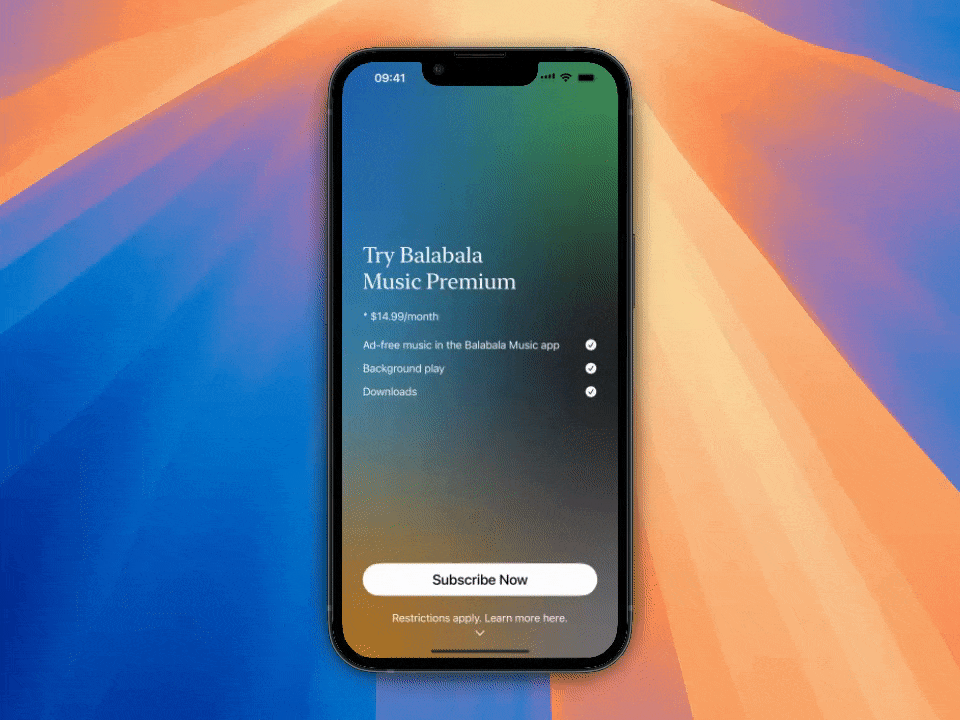 09:41
Try Balabala
Music Premium
* $14.99/month
Ad-free music in the Balabala Music app
Background play
Downloads
Subscribe Now
Restrictions apply. Learn more here.